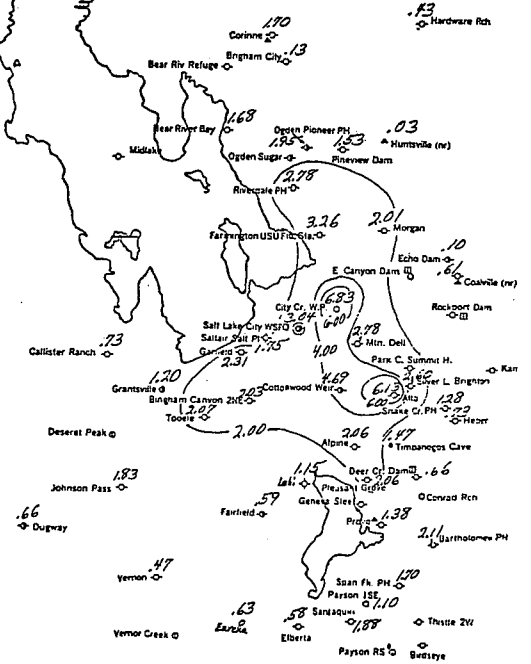 .43
Hardware Rch
1.70
Corinne
.13
Brigham City
Bear Riv Refuge
1.68
Bear River Bay
Ogden Pioneer PH
1.95
1.53
.03
Huntsville (nr)
Midlake
Ogden Sugar
Pineview Dam
2.78
Riverdale PH
3.26
2.01
Farmington USU Fld. Sta.
Morgan
.10
Echo Dam
E Canyon Dam
.61
Coalville (nr)
City Cr. W.P.
6.83
6.00
Rockport Dam
3.04
Salt Lake City WSFO
Saltair Salt Pl
1.75
2.78
Mtn. Dell
.73
Callister Ranch
Garfield
2.31
4.00
Park C. Summit H.
Kam
1.20
Grantsville
4.69
Cottonwood Weir
6.13
Silver L. Brighton
Alta
6.00
Bingham Canyon 2NE
2.03
1.28
Snake Cr. PH
.73
Heber
2.07
Tooele
2.00
Deseret Peak
2.06
Alpine
1.47
Timpanogos Cave
1.83
Johnson Pass
1.15
Lehi
Deer Cr. Dam
.66
2.06
Pleasant Grove
Geneva Steel
Conrad Rch
.66
Dugway
.59
Fairfield
1.38
Provo
2.11
Bartholomew PH
.47
Vernon
Span Fk. PH
1.70
Payson 1SE
1.10
.63
Eureka
.58
Elberta
Santaquin
1.88
Thistle 2W
Vernor Creek
Payson RS
Birdseye